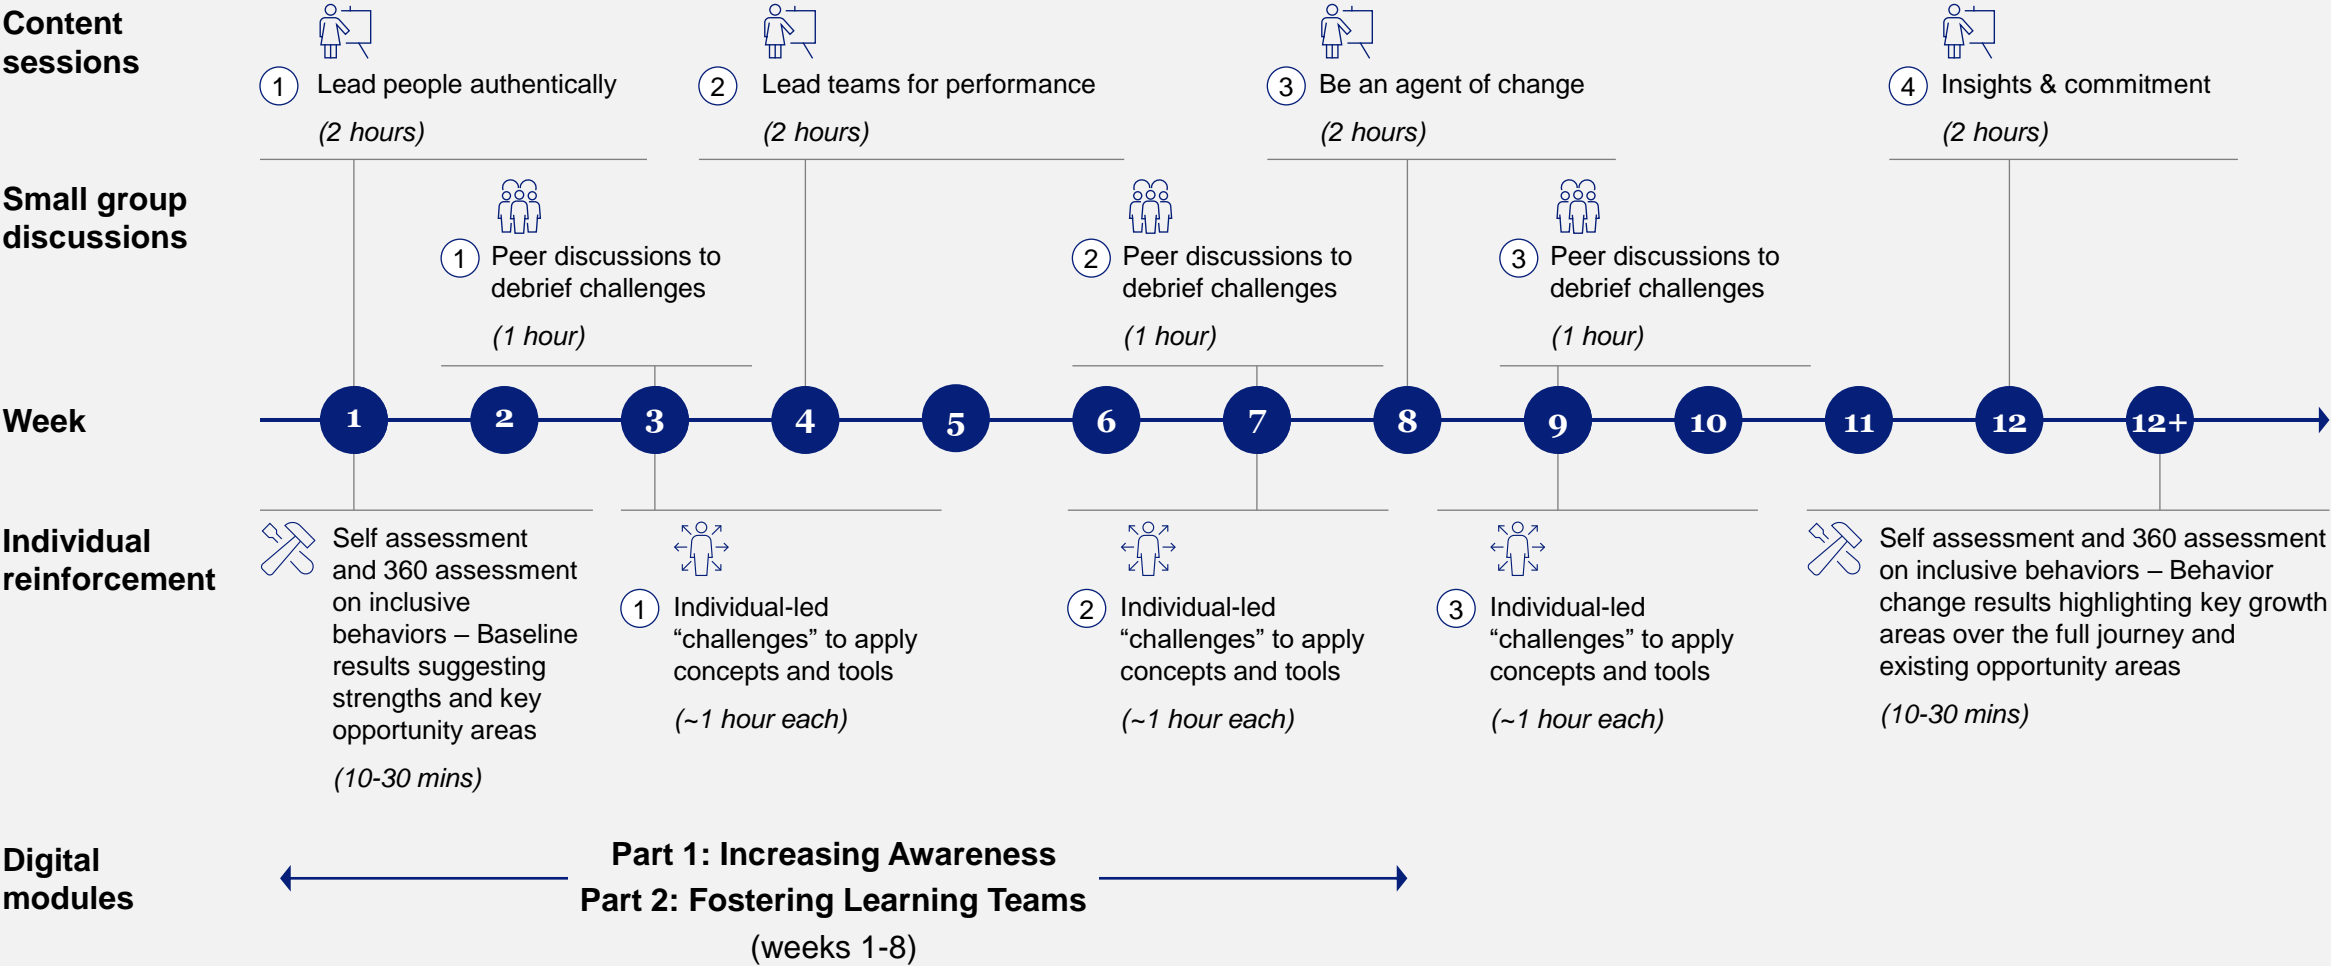 Content
sessions
1 Lead people authentically
(2 hours)
2 Lead teams for performance
(2 hours)
3 Be an agent of change
(2 hours)
4 Insights & commitment
(2 hours)
Small group
discussions
1 Peer discussions to
debrief challenges
(1 hour)
2 Peer discussions to
debrief challenges
(1 hour)
3 Peer discussions to
debrief challenges
(1 hour)
Week
1 2 3 4 5 6 7 8 9 10 11 12 12+
Individual
reinforcement
Self assessment
and 360 assessment
on inclusive
behaviors – Baseline
results suggesting
strengths and key
opportunity areas
(10-30 mins)
1 Individual-led
“challenges” to apply
concepts and tools
(~1 hour each)
2 Individual-led
“challenges” to apply
concepts and tools
(~1 hour each)
3 Individual-led
“challenges” to apply
concepts and tools
(~1 hour each)
Self assessment and 360 assessment
on inclusive behaviors – Behavior
change results highlighting key growth
areas over the full journey and
existing opportunity areas
(10-30 mins)
Digital
modules
Part 1: Increasing Awareness
Part 2: Fostering Learning Teams
(weeks 1-8)